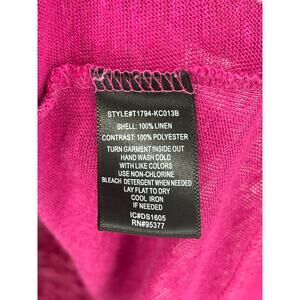 STYLE#T1794-KC013B
SHELL: 100% LINEN
CONTRAST: 100% POLYESTER
TURN GARMENT INSIDE OUT
HAND WASH COLD
WITH LIKE COLORS
USE NON-CHLORINE
BLEACH DETERGENT WHEN NEEDED
LAY FLAT TO DRY
COOL IRON
IF NEEDED
IC#DS1605
RN#95377